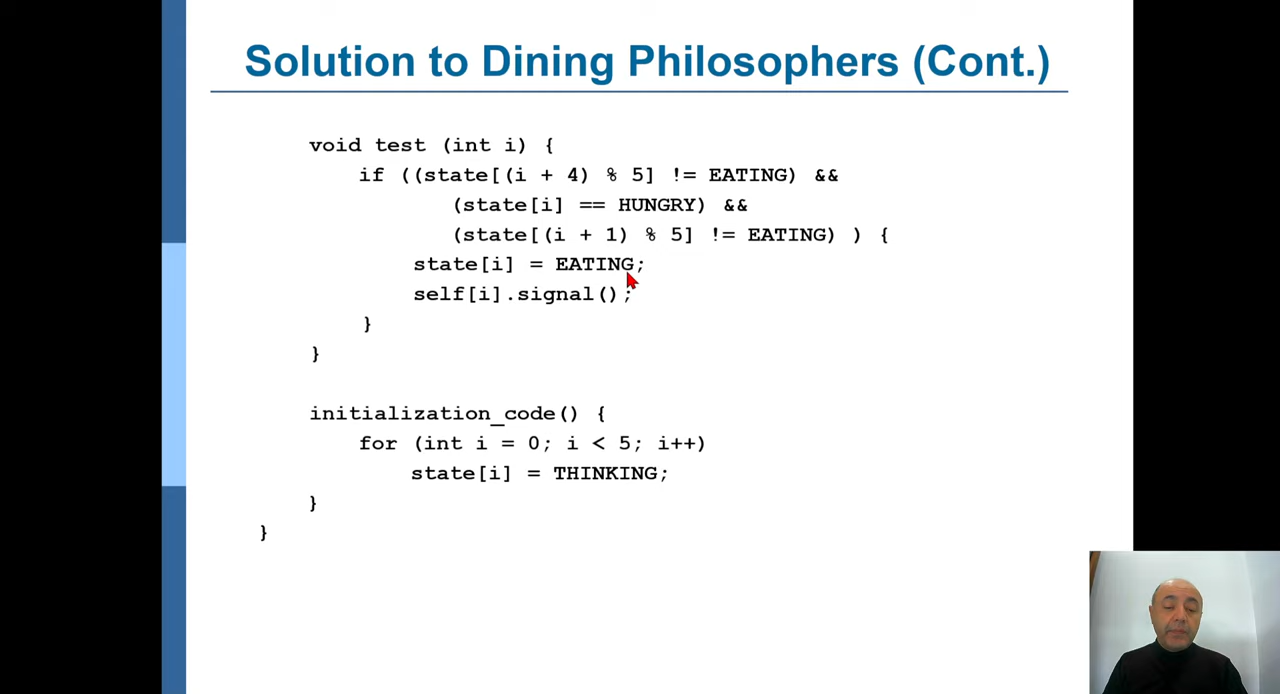 Solution to Dining Philosophers (Cont.)
void test (int i) {
if ((state[(i + 4) % 5] != EATING) &&
(state[i] == HUNGRY) &&
(state[(i + 1) % 5] != EATING) ) {
state[i] = EATING;
self[i].signal();
}
}
initialization_code() {
for (int i = 0; i < 5; i++)
state[i] = THINKING;
}
}